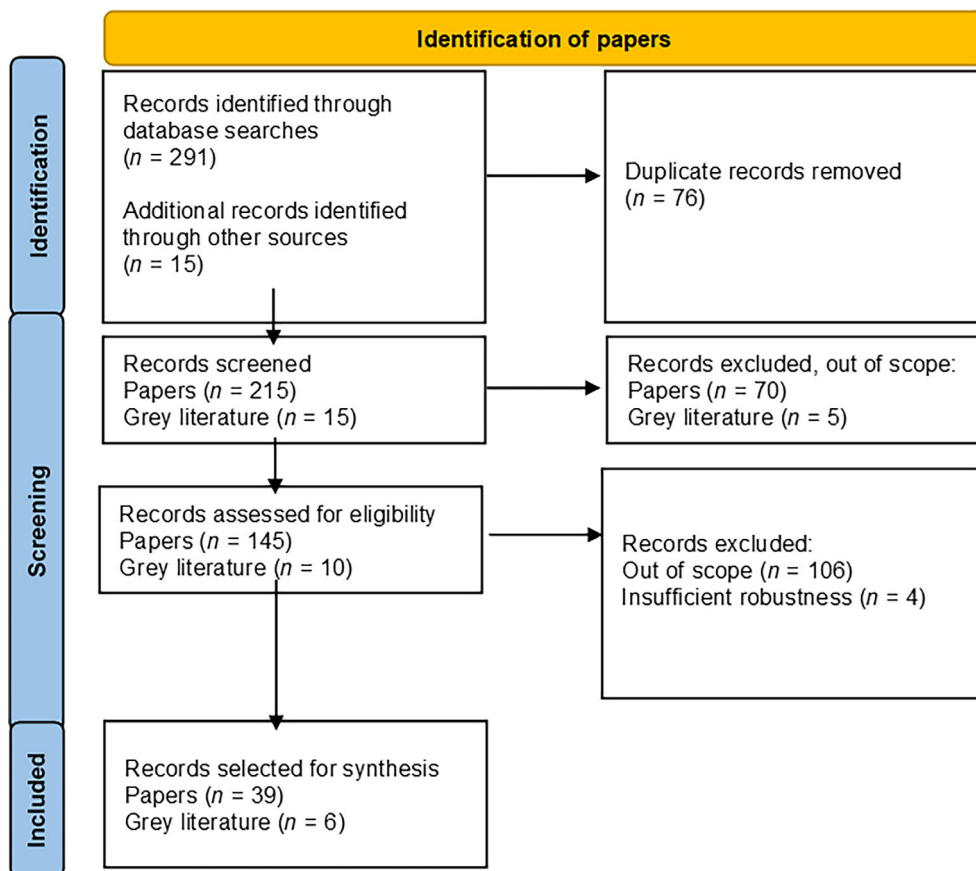 Identification of papers
Identification
Records identified through
database searches
(n = 291)
Additional records identified
through other sources
(n = 15)
Duplicate records removed
(n = 76)
Screening
Records screened
Papers (n = 215)
Grey literature (n = 15)
Records excluded, out of scope:
Papers (n = 70)
Grey literature (n = 5)
Records assessed for eligibility
Papers (n = 145)
Grey literature (n = 10)
Records excluded:
Out of scope (n = 106)
Insufficient robustness (n = 4)
Included
Records selected for synthesis
Papers (n = 39)
Grey literature (n = 6)